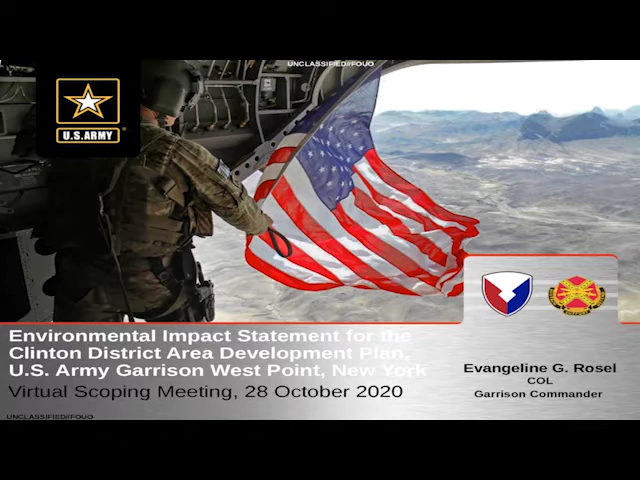 UNCLASSIFIED//FOUO
U.S. ARMY
Environmental Impact Statement for the
Clinton District Area Development Plan,
U.S. Army Garrison West Point, New York
Virtual Scoping Meeting, 28 October 2020
Evangeline G. Rosel
COL
Garrison Commander
UNCLASSIFIED//FOUO